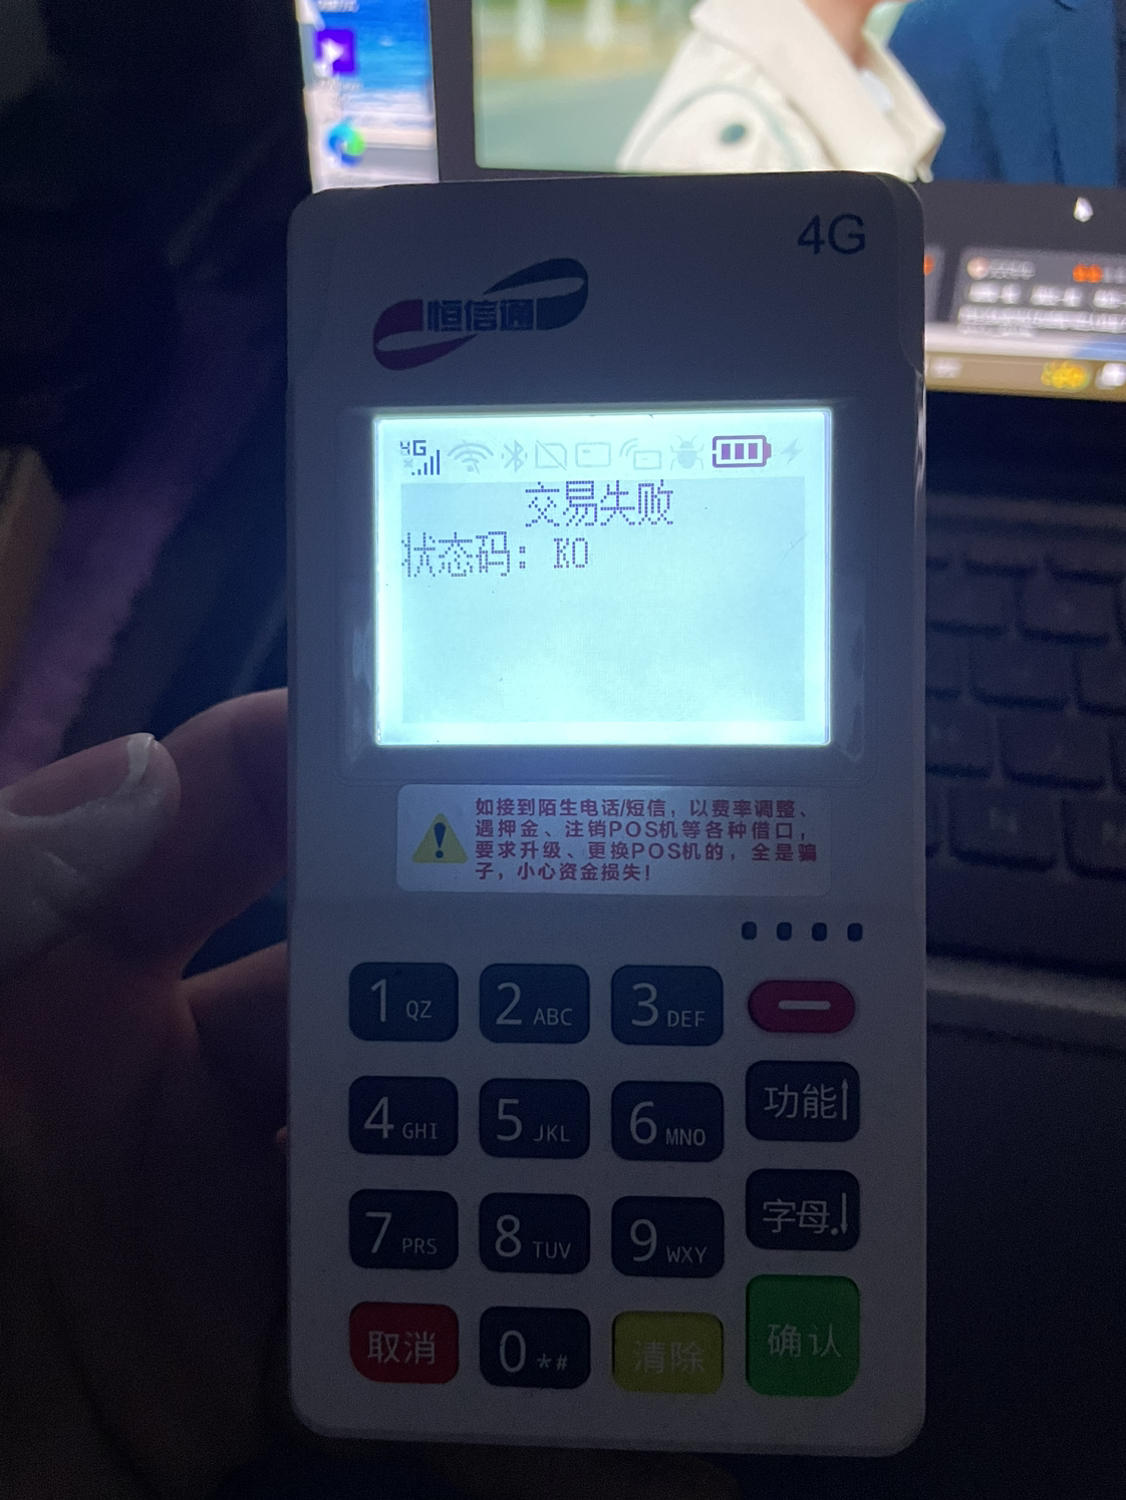 4G
恒信通
4G
交易失败
状态码：KO
如接到陌生电话/短信，以费率调整、
遇押金、注销POS机等各种借口，
要求升级、更换POS机的，全是骗
子，小心资金损失！
1 QZ 2 ABC 3 DEF
4 GHI 5 JKL 6 MNO 功能
7 PRS 8 TUV 9 WXY 字母
取消 0 *# 清除 确认